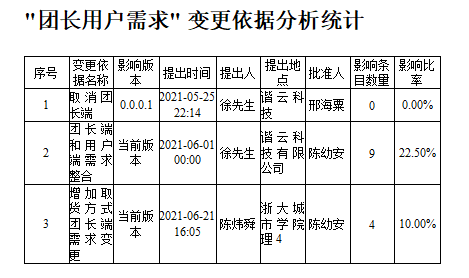 "团长用户需求" 变更依据分析统计
序号 变更依据名称 影响版本 提出时间 提出人 提出地点 批准人 影响条目数量 影响比率
1 取消团长端 0.0.0.1 2021-05-25 22:14 徐先生 谐云科技 邢海粟 0 0.00%
2 团长端和用户端需求整合 当前版本 2021-06-01 00:00 徐先生 谐云科技有限公司 陈幼安 9 22.50%
3 增加取货方式团长端需求变更 当前版本 2021-06-21 16:05 陈炜舜 浙大城市学院理4 陈幼安 4 10.00%